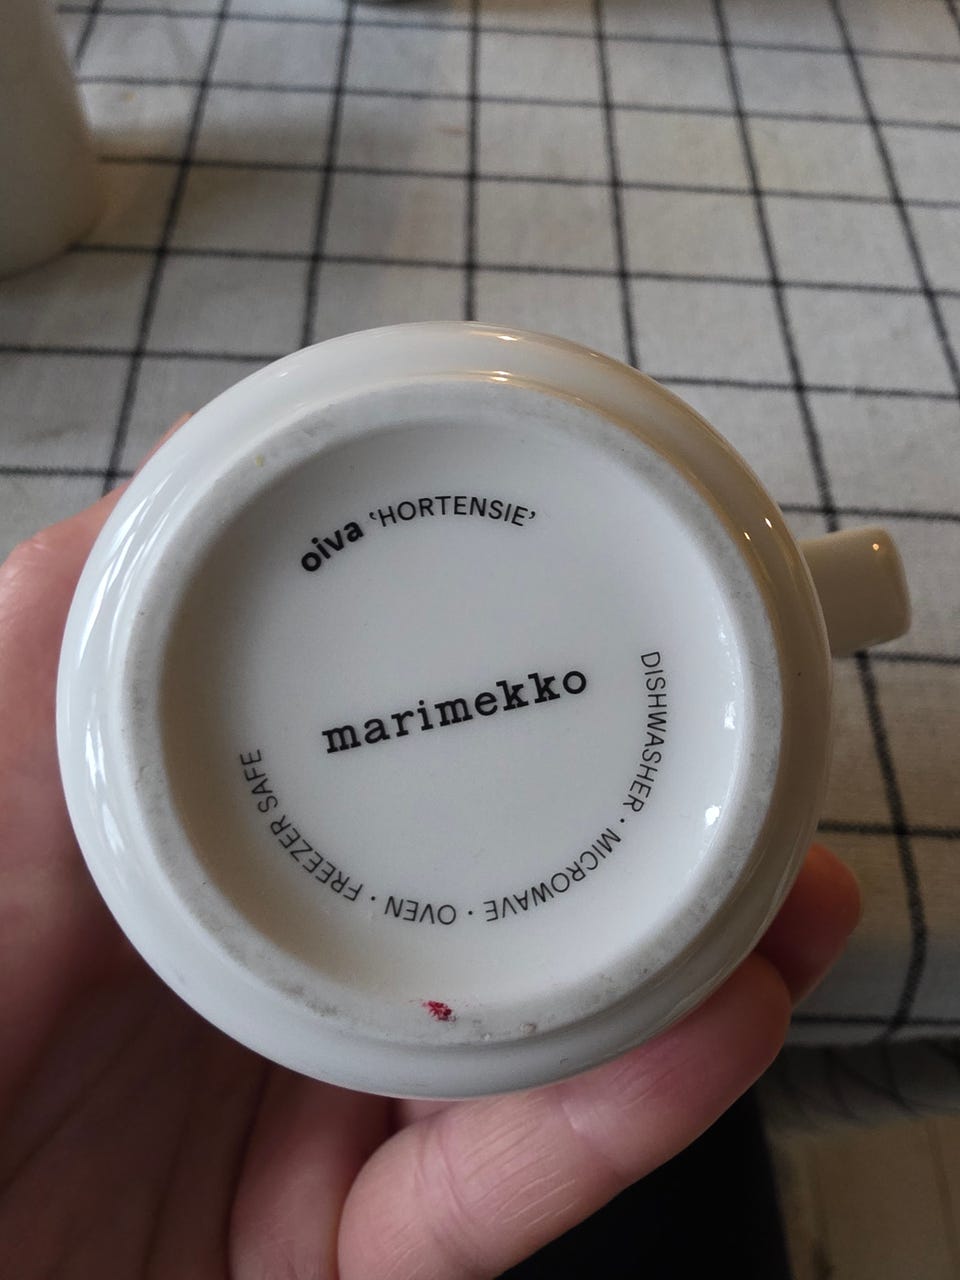 oiva ‘HORTENSIE’
marimekko
DISHWASHER · MICROWAVE · OVEN · FREEZER SAFE